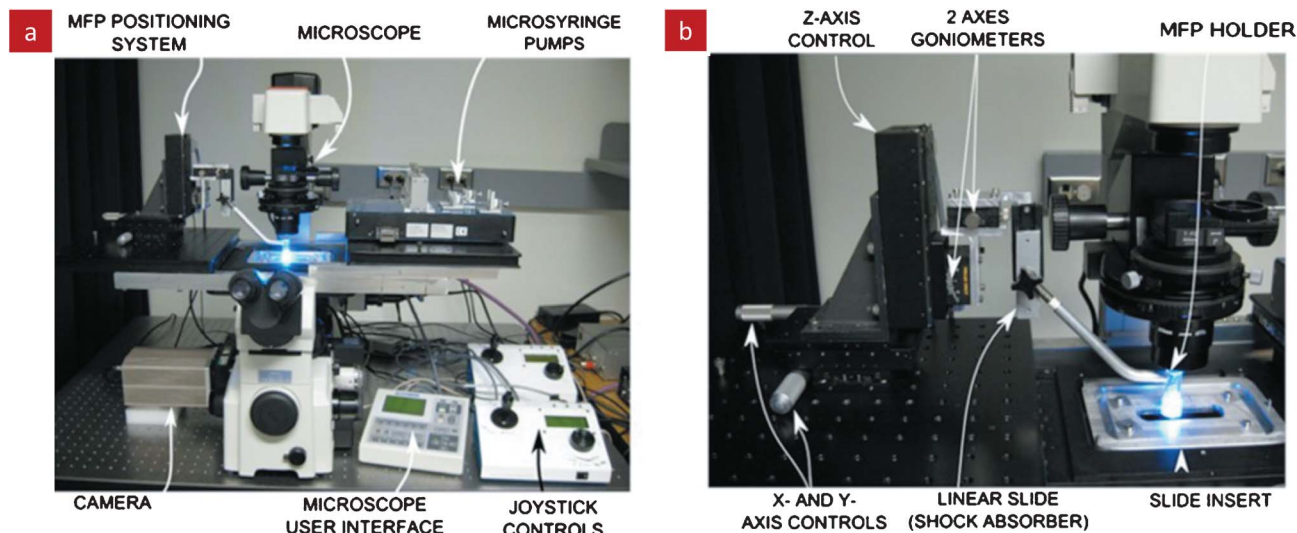 a
MFP POSITIONING
SYSTEM
MICROSCOPE
MICROSYRINGE
PUMPS
CAMERA
MICROSCOPE
USER INTERFACE
JOYSTICK
CONTROLS
b
Z-AXIS
CONTROL
2 AXES
GONIOMETERS
MFP HOLDER
X- AND Y-
AXIS CONTROLS
LINEAR SLIDE
(SHOCK ABSORBER)
SLIDE INSERT